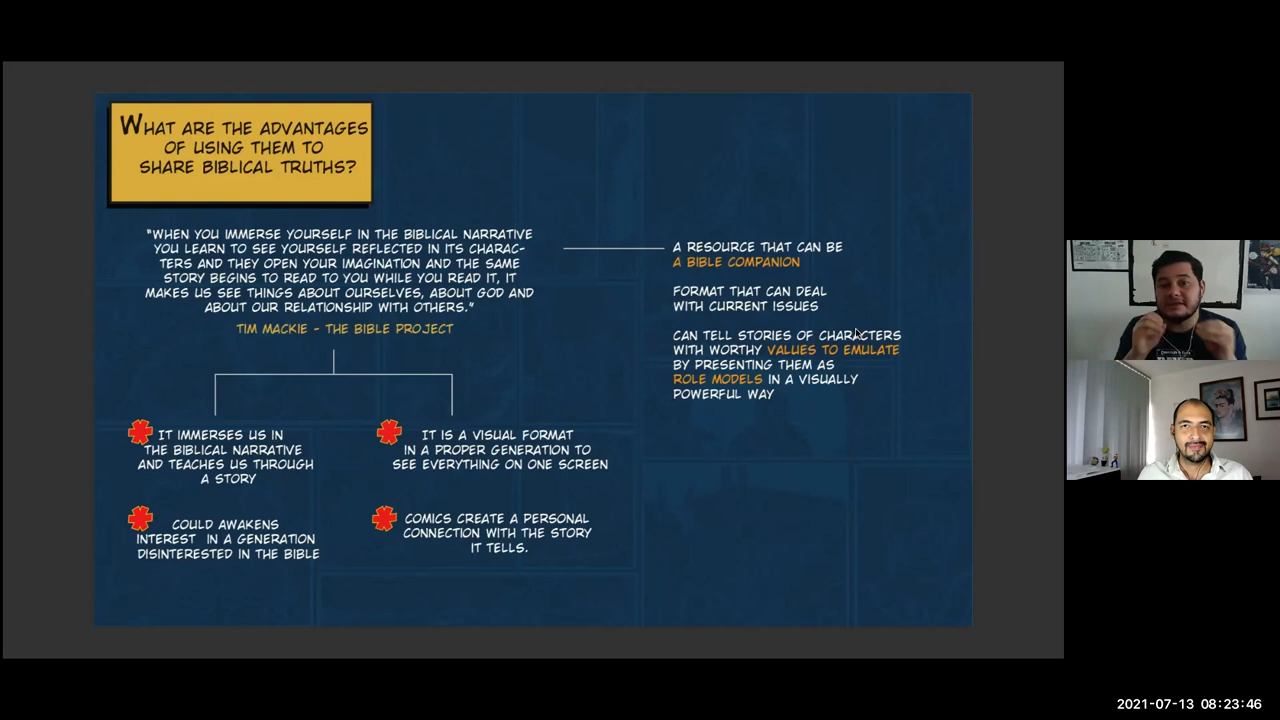 WHAT ARE THE ADVANTAGES
OF USING THEM TO
SHARE BIBLICAL TRUTHS?
"WHEN YOU IMMERSE YOURSELF IN THE BIBLICAL NARRATIVE
YOU LEARN TO SEE YOURSELF REFLECTED IN ITS CHARAC-
TERS AND THEY OPEN YOUR IMAGINATION AND THE SAME
STORY BEGINS TO READ TO YOU WHILE YOU READ IT, IT
MAKES US SEE THINGS ABOUT OURSELVES, ABOUT GOD AND
ABOUT OUR RELATIONSHIP WITH OTHERS."
TIM MACKIE - THE BIBLE PROJECT
IT IMMERSES US IN
THE BIBLICAL NARRATIVE
AND TEACHES US THROUGH
A STORY
IT IS A VISUAL FORMAT
IN A PROPER GENERATION TO
SEE EVERYTHING ON ONE SCREEN
COULD AWAKENS
INTEREST IN A GENERATION
DISINTERESTED IN THE BIBLE
COMICS CREATE A PERSONAL
CONNECTION WITH THE STORY
IT TELLS.
A RESOURCE THAT CAN BE
A BIBLE COMPANION
FORMAT THAT CAN DEAL
WITH CURRENT ISSUES
CAN TELL STORIES OF CHARACTERS
WITH WORTHY VALUES TO EMULATE
BY PRESENTING THEM AS
ROLE MODELS IN A VISUALLY
POWERFUL WAY
2021-07-13 08:23:46